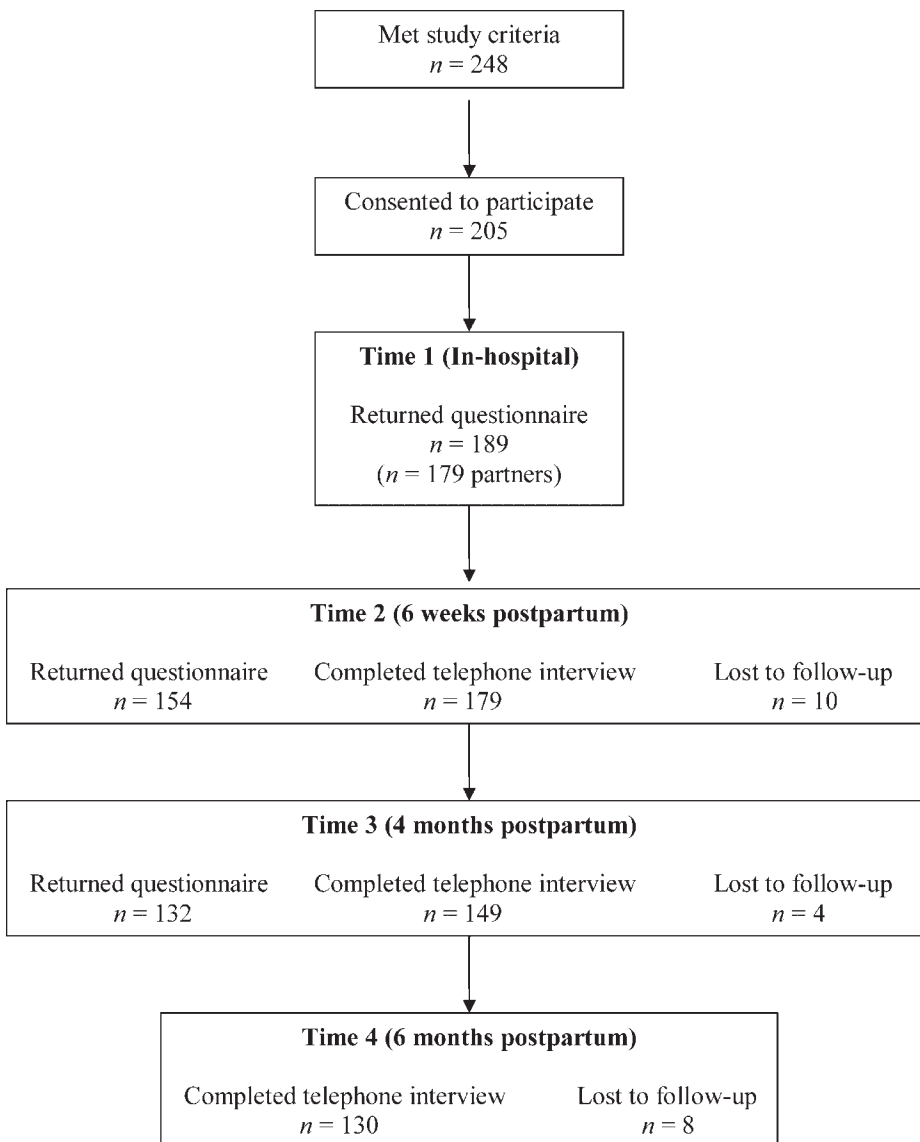 Met study criteria
n = 248
Consented to participate
n = 205
Time 1 (In-hospital)
Returned questionnaire
n = 189
(n = 179 partners)
Time 2 (6 weeks postpartum)
Returned questionnaire Completed telephone interview Lost to follow-up
n = 154 n = 179 n = 10
Time 3 (4 months postpartum)
Returned questionnaire Completed telephone interview Lost to follow-up
n = 132 n = 149 n = 4
Time 4 (6 months postpartum)
Completed telephone interview Lost to follow-up
n = 130 n = 8